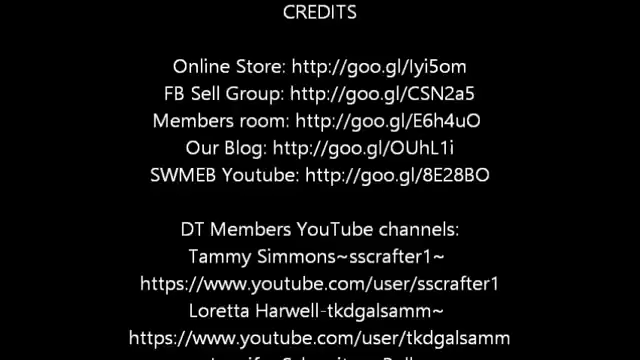 CREDITS
Online Store: http://goo.gl/Iyi5om
FB Sell Group: http://goo.gl/CSN2a5
Members room: http://goo.gl/E6h4uO
Our Blog: http://goo.gl/OUhL1i
SWMEB Youtube: http://goo.gl/8E28BO
DT Members YouTube channels:
Tammy Simmons~sscrafter1~
https://www.youtube.com/user/sscrafter1
Loretta Harwell-tkdgalsamm~
https://www.youtube.com/user/tkdgalsamm